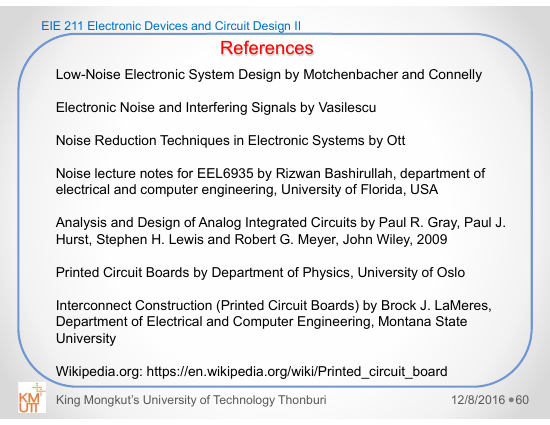 EIE 211 Electronic Devices and Circuit Design II
References
Low-Noise Electronic System Design by Motchenbacher and Connelly
Electronic Noise and Interfering Signals by Vasilescu
Noise Reduction Techniques in Electronic Systems by Ott
Noise lecture notes for EEL6935 by Rizwan Bashirullah, department of
electrical and computer engineering, University of Florida, USA
Analysis and Design of Analog Integrated Circuits by Paul R. Gray, Paul J.
Hurst, Stephen H. Lewis and Robert G. Meyer, John Wiley, 2009
Printed Circuit Boards by Department of Physics, University of Oslo
Interconnect Construction (Printed Circuit Boards) by Brock J. LaMeres,
Department of Electrical and Computer Engineering, Montana State
University
Wikipedia.org: https://en.wikipedia.org/wiki/Printed_circuit_board
KM
UTT
King Mongkut's University of Technology Thonburi
12/8/2016 •60